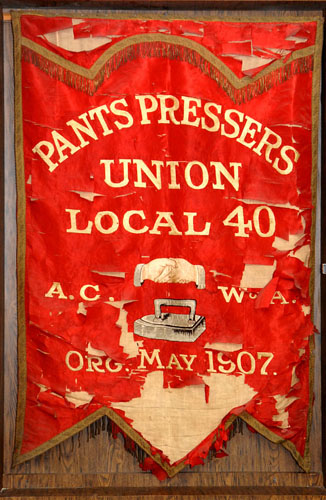 PANTS PRESSERS
UNION
LOCAL 40
A.C. W. A.
ORG. MAY 1907.